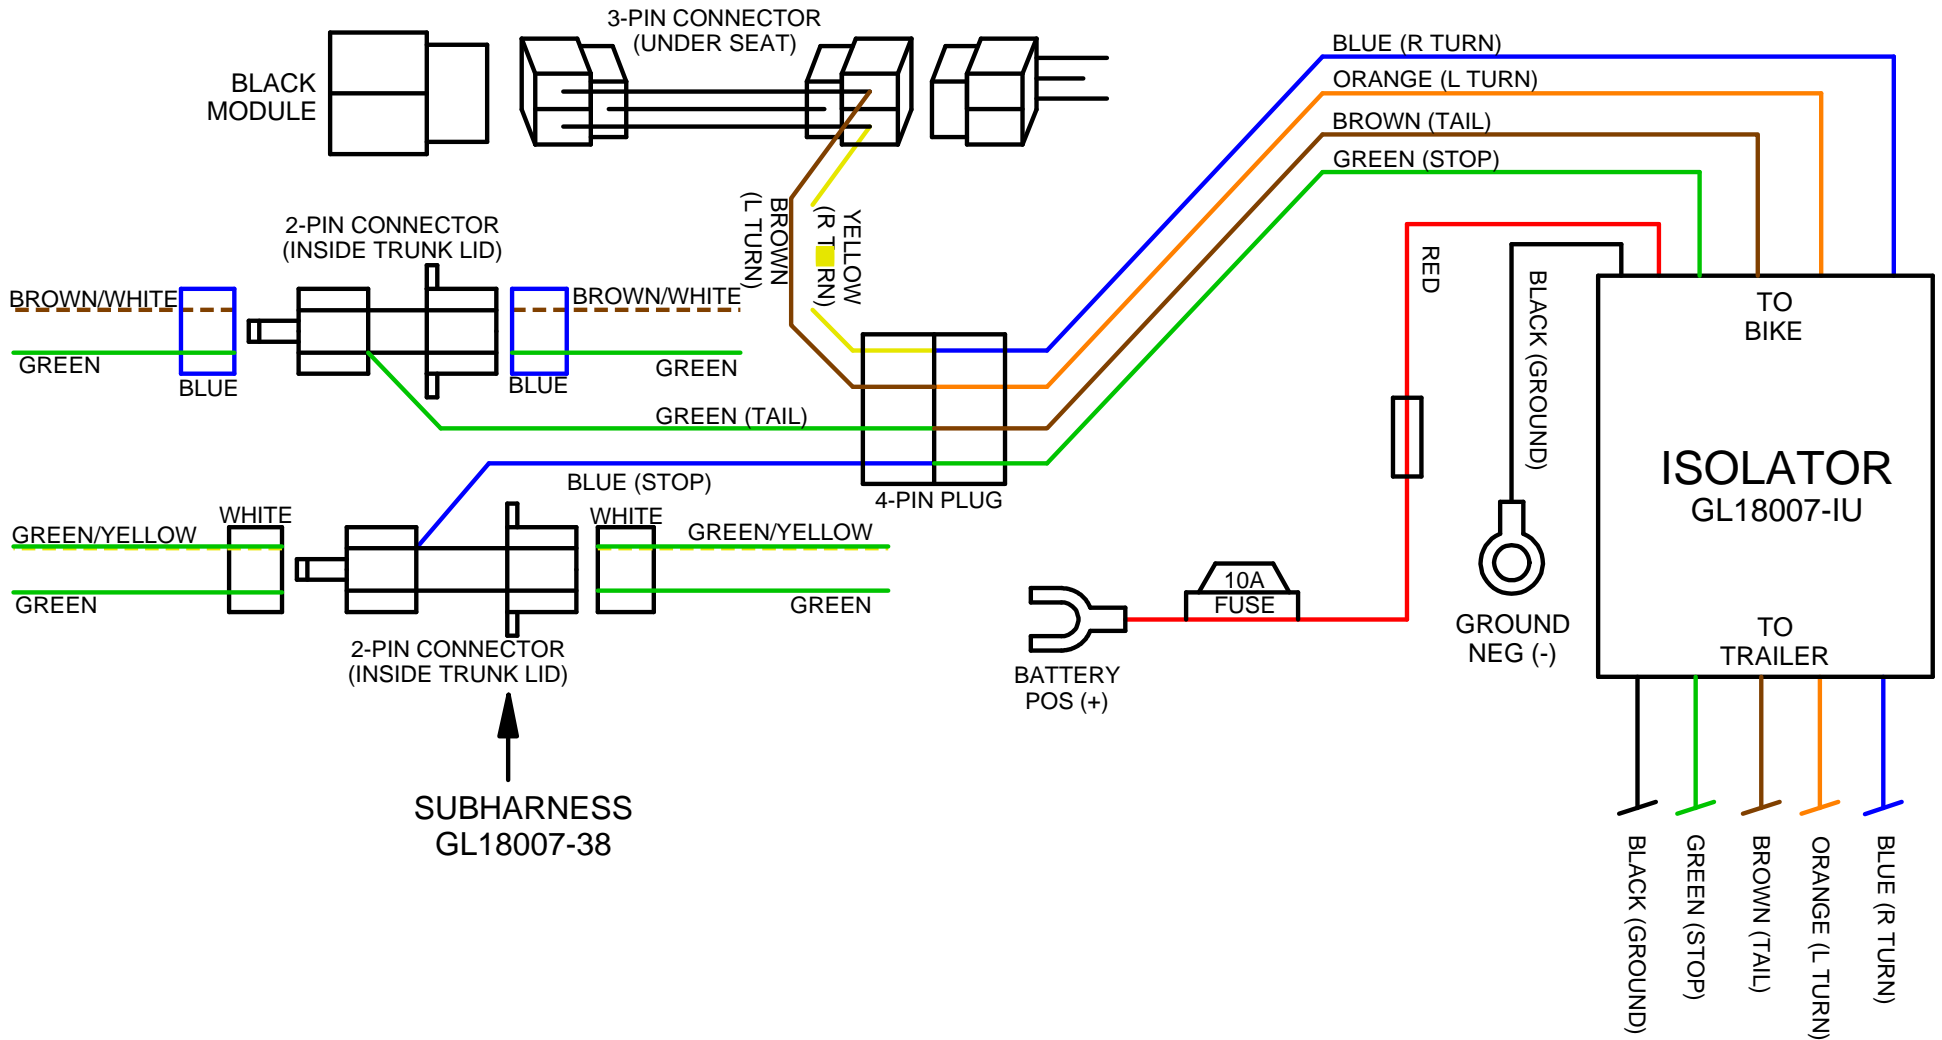 3-PIN CONNECTOR
(UNDER SEAT)
BLACK
MODULE
BLUE (R TURN)
ORANGE (L TURN)
BROWN (TAIL)
GREEN (STOP)
2-PIN CONNECTOR
(INSIDE TRUNK LID)
BROWN
(L TURN)
YELLOW
(R T RN)
RED
BLACK (GROUND)
BROWN/WHITE
BROWN/WHITE
GREEN
BLUE
BLUE
GREEN
TO
BIKE
GREEN (TAIL)
ISOLATOR
GL18007-IU
BLUE (STOP)
4-PIN PLUG
WHITE
WHITE
GREEN/YELLOW
GREEN/YELLOW
GREEN
GREEN
10A
FUSE
GROUND
NEG (-)
TO
TRAILER
2-PIN CONNECTOR
(INSIDE TRUNK LID)
BATTERY
POS (+)
SUBHARNESS
GL18007-38
BLACK (GROUND)
GREEN (STOP)
BROWN (TAIL)
ORANGE (L TURN)
BLUE (R TURN)